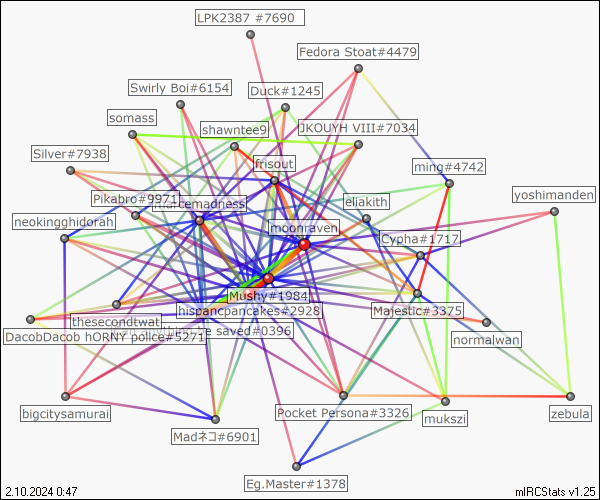 LPK2387 #7690
Fedora Stoat#4479
Swirly Boi#6154
Duck#1245
somass
shawntee9
JKOUYH VIII#7034
Silver#7938
frisout
ming#4742
Pikabro#9971
eliakith
yoshimanden
neokingghidorah
moonraven
Cypha#1717
Mushy#1984
hispancpancakes#2928
Majestic#3375
thesecondtwat
be saved#0396
DacobDacob hORNY police#5271
normalwan
bigcitysamurai
Pocket Persona#3326
mukszi
zebula
Madネコ#6901
Eg.Master#1378
2.10.2024 0:47
mIRCStats v1.25